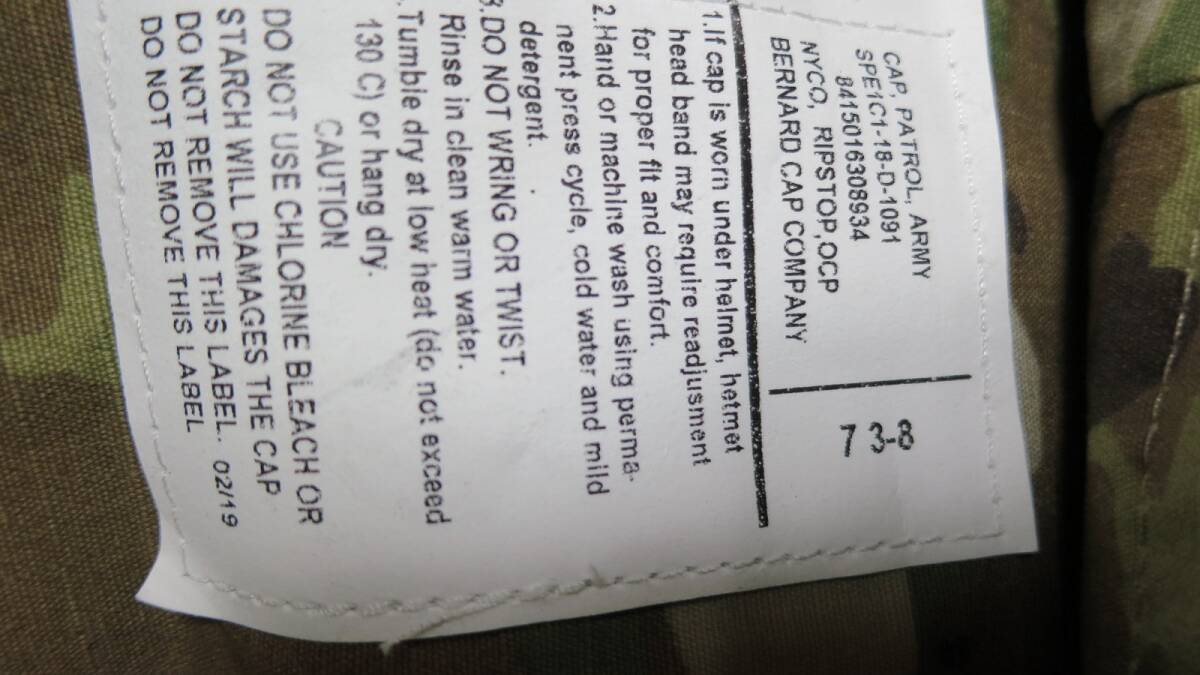 CAP, PATROL, ARMY
SPE1C1-18-D-1091
8415016308934
NYCO, RIPSTOP,OCP
BERNARD CAP COMPANY
7 3/8
1.If cap is worn under helmet, hetmet
head band may require readjusment
for proper fit and comfort.
2.Hand or machine wash using perma-
nent press cycle, cold water and mild
detergent.
3.DO NOT WRING OR TWIST.
Rinse in clean warm water.
.Tumble dry at low heat (do not exceed
130 C) or hang dry.
CAUTION
DO NOT USE CHLORINE BLEACH OR
STARCH WILL DAMAGES THE CAP
DO NOT REMOVE THIS LABEL. 02/19
DO NOT REMOVE THIS LABEL